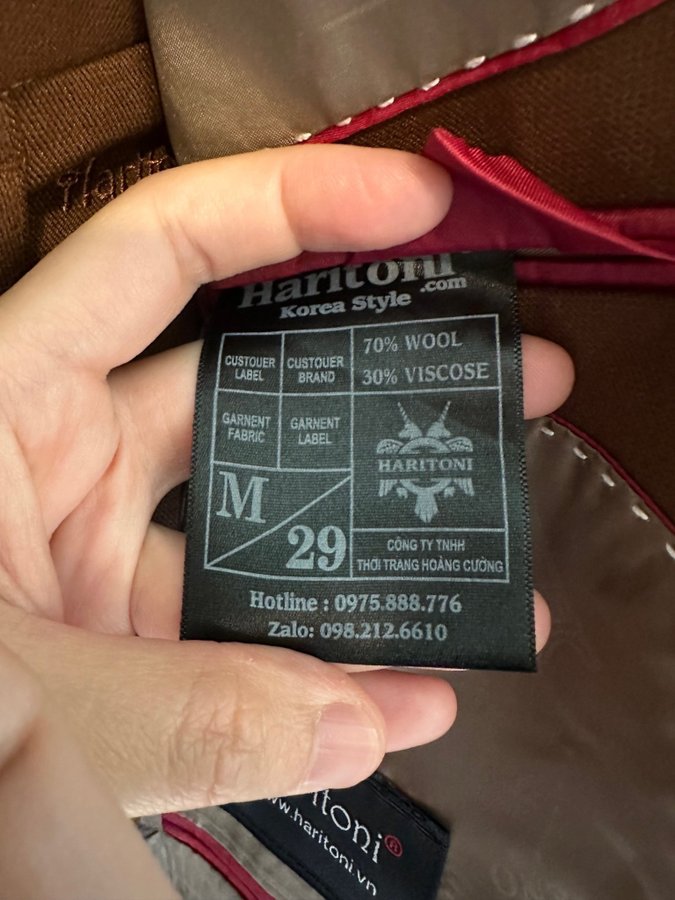 Haritoni
.com
Korea Style
CUSTOUER
LABEL
CUSTOUER
BRAND
70% WOOL
30% VISCOSE
GARNENT
FABRIC
GARNENT
LABEL
HARITONI
M
29
CÔNG TY TNHH
THỜI TRANG HOÀNG CƯỜNG
Hotline : 0975.888.776
Zalo: 098.212.6610
www.haritoni.vn